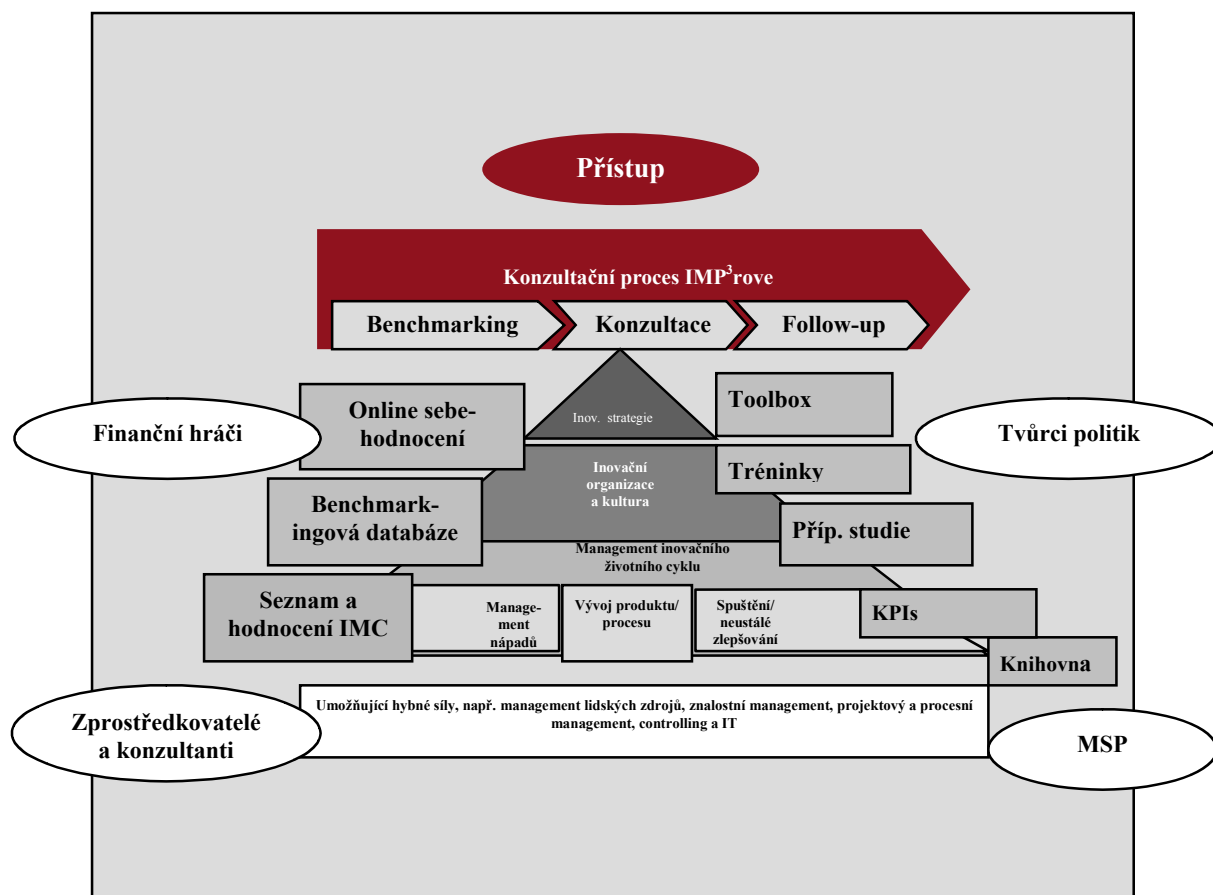 Přístup
Konzultační proces IMP³rove
Benchmarking
Konzultace
Follow-up
Online sebe-
hodnocení
Inov. strategie
Toolbox
Finanční hráči
Tvůrci politik
Inovační
organizace
a kultura
Tréninky
Benchmark-
ingová databáze
Příp. studie
Management inovačního
životního cyklu
Seznam a
hodnocení IMC
Manage-
ment
nápadů
Vývoj produktu/
procesu
Spuštění/
neustálé
zlepšování
KPIs
Knihovna
Umožňující hybné síly, např. management lidských zdrojů, znalostní management, projektový a procesní
management, controlling a IT
Zprostředkovatelé
a konzultanti
MSP